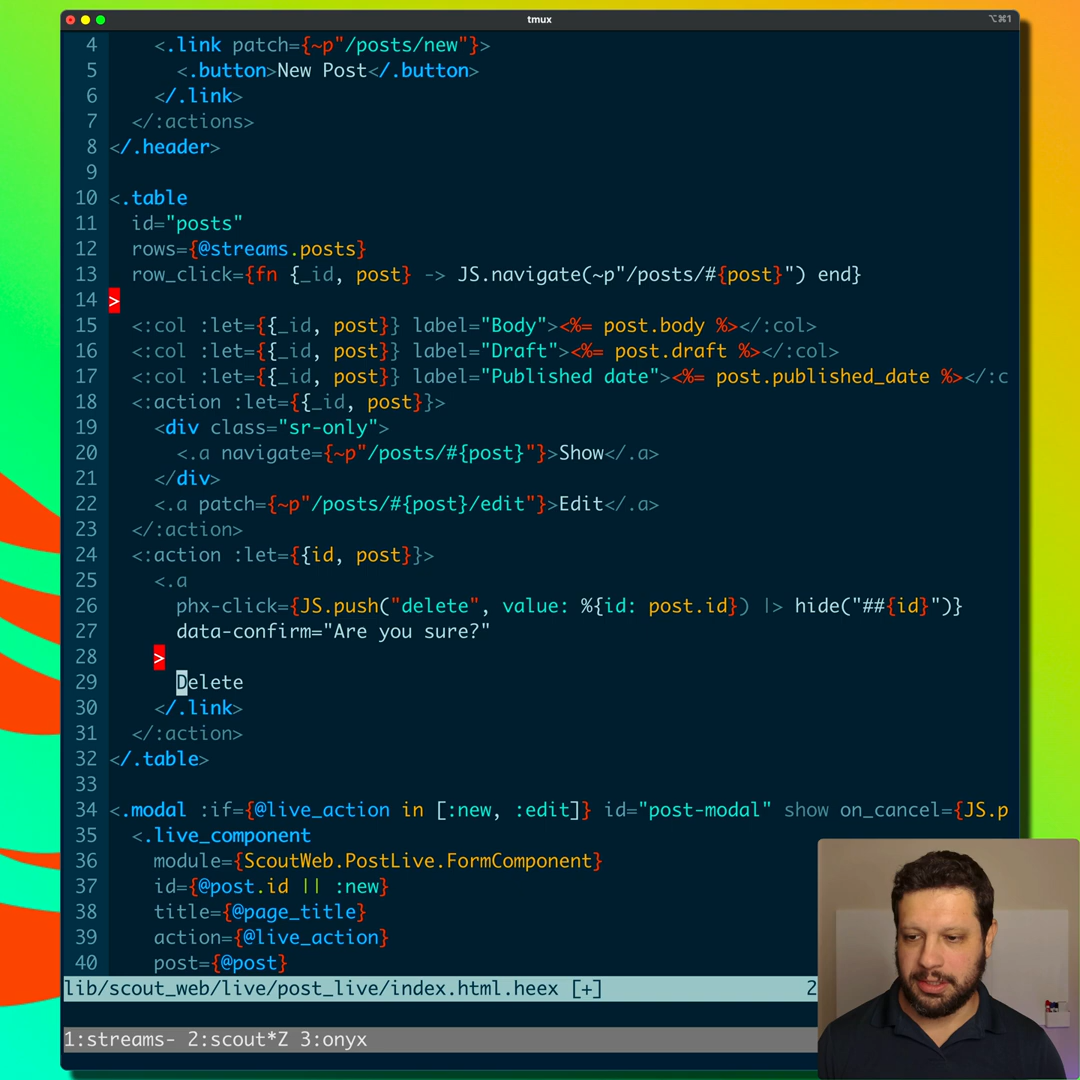 tmux
⌥⌘1
4 <.link patch={~p"/posts/new"}>
5 <.button>New Post</.button>
6 </.link>
7 </:actions>
8 </.header>
9
10 <.table
11 id="posts"
12 rows={@streams.posts}
13 row_click={fn {_id, post} -> JS.navigate(~p"/posts/#{post}") end}
14 >
15 <:col :let={{_id, post}} label="Body"><%= post.body %></:col>
16 <:col :let={{_id, post}} label="Draft"><%= post.draft %></:col>
17 <:col :let={{_id, post}} label="Published date"><%= post.published_date %></:c
18 <:action :let={{_id, post}}>
19 <div class="sr-only">
20 <.a navigate={~p"/posts/#{post}"}>Show</.a>
21 </div>
22 <.a patch={~p"/posts/#{post}/edit"}>Edit</.a>
23 </:action>
24 <:action :let={{id, post}}>
25 <.a
26 phx-click={JS.push("delete", value: %{id: post.id}) |> hide("##{id}")}
27 data-confirm="Are you sure?"
28 >
29 Delete
30 </.link>
31 </:action>
32 </.table>
33
34 <.modal :if={@live_action in [:new, :edit]} id="post-modal" show on_cancel={JS.p
35 <.live_component
36 module={ScoutWeb.PostLive.FormComponent}
37 id={@post.id || :new}
38 title={@page_title}
39 action={@live_action}
40 post={@post}
lib/scout_web/live/post_live/index.html.heex [+] 2
1:streams- 2:scout*Z 3:onyx